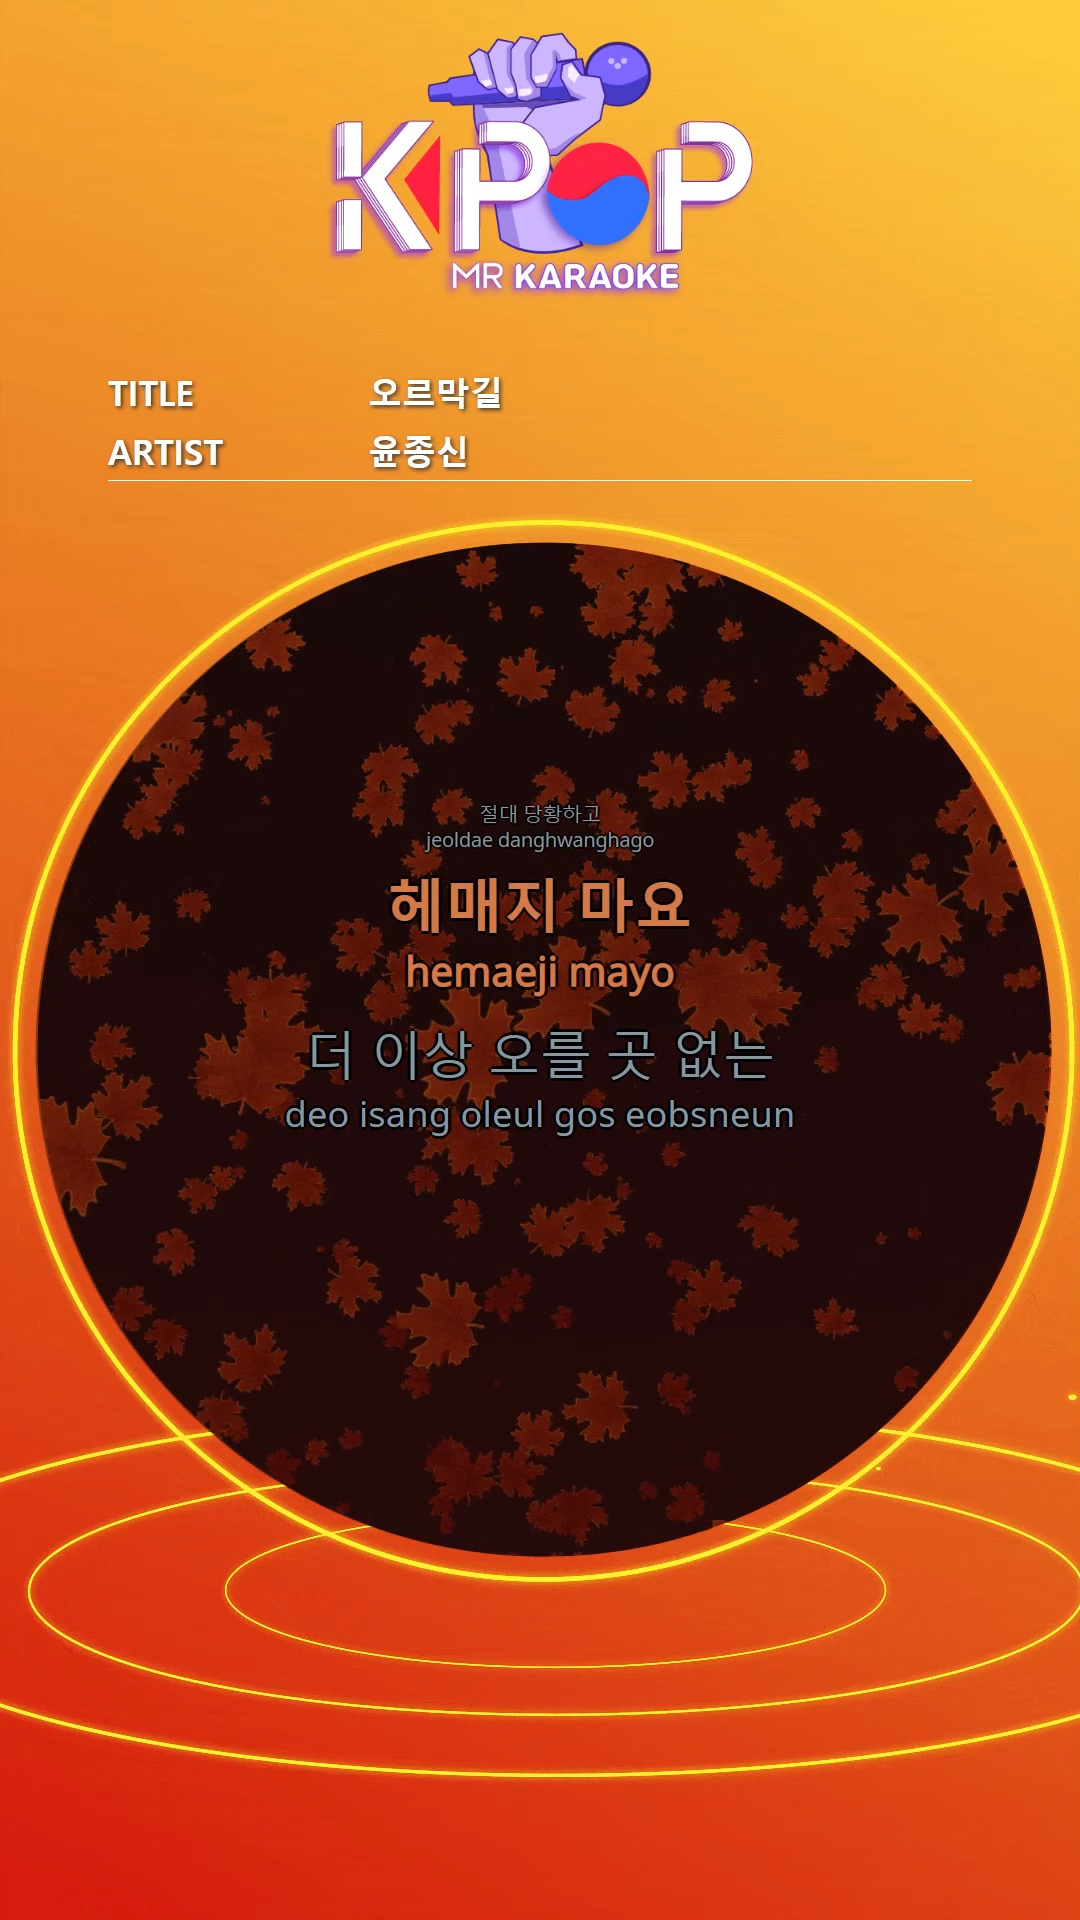 KPOP
MR KARAOKE
TITLE 오르막길
ARTIST 윤종신
절대 당황하고
jeoldae danghwanghago
헤매지 마요
hemaeji mayo
더 이상 오를 곳 없는
deo isang oleul gos eobsneun